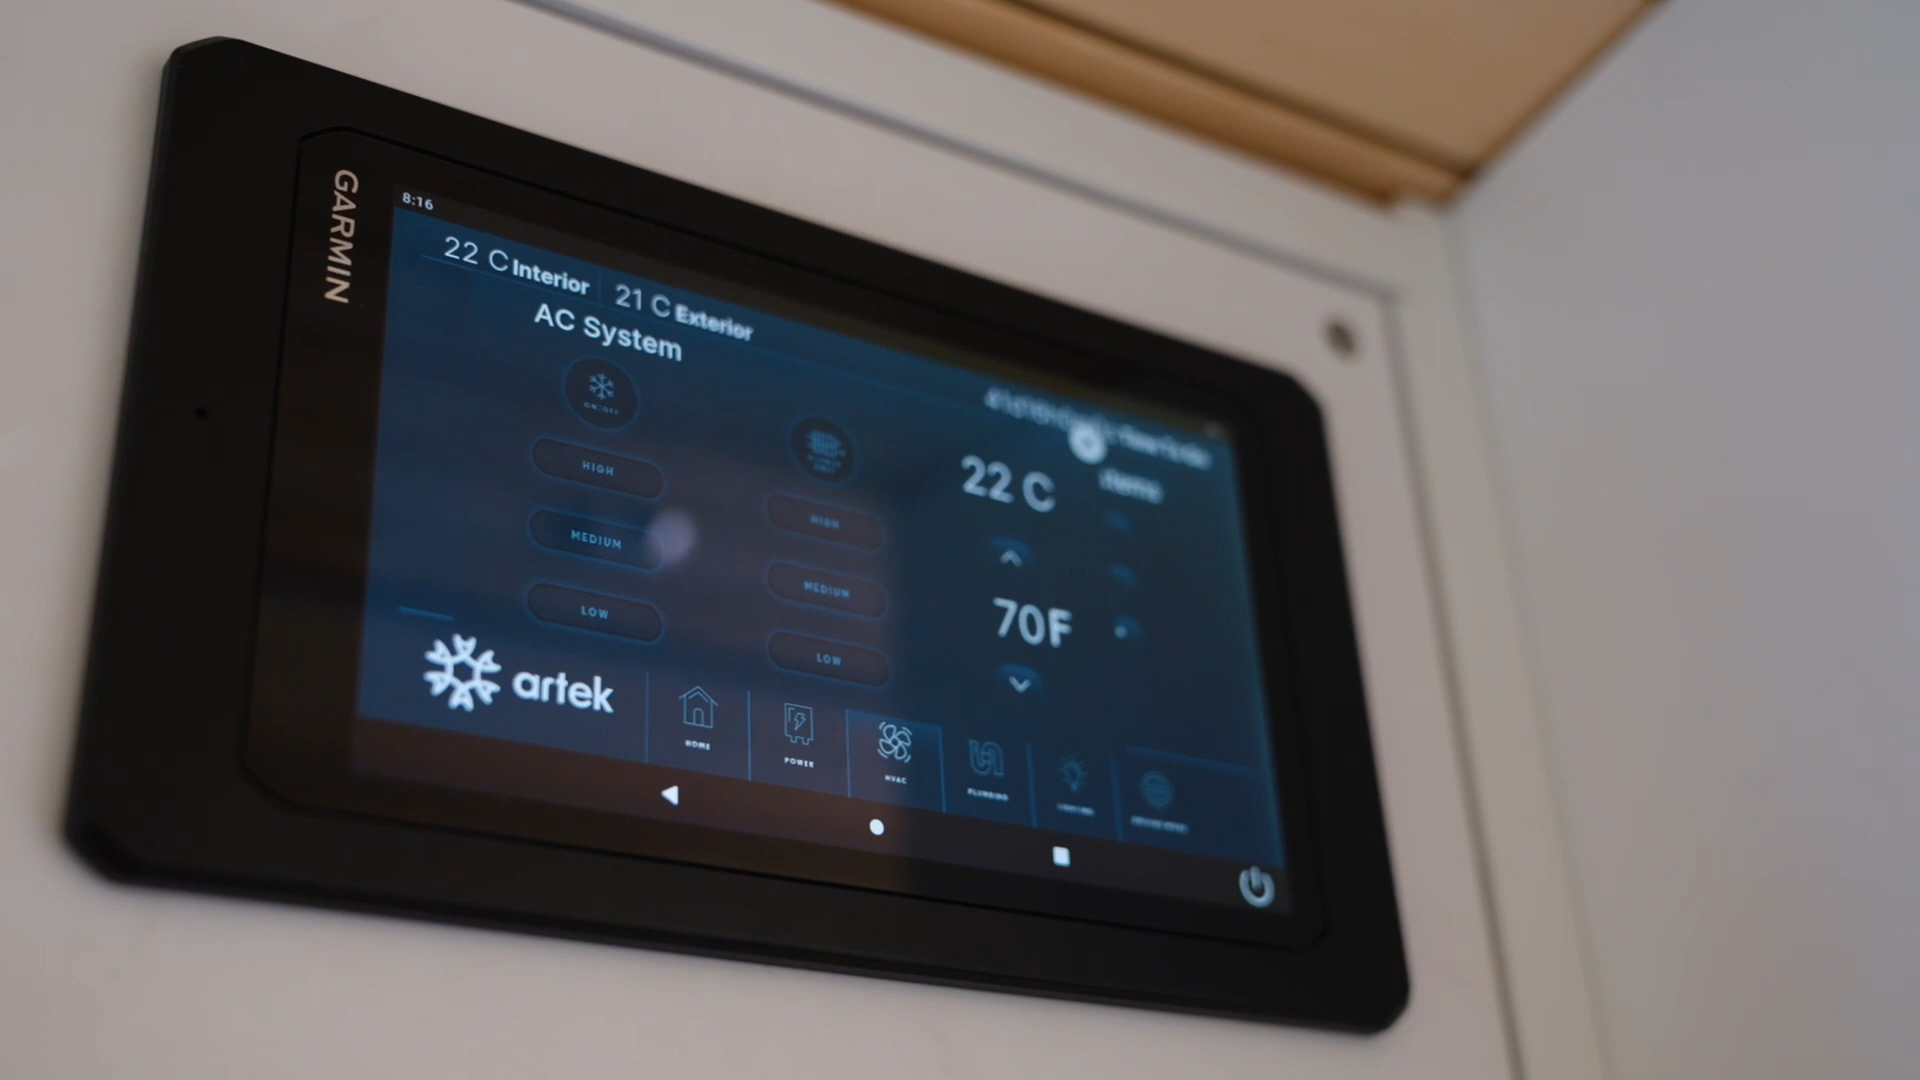 GARMIN
8:16
22 C Interior 21 C Exterior
AC System
ON/OFF
HIGH
MEDIUM
LOW
HIGH
MEDIUM
LOW
22 C
70F
artek
HOME
POWER
HVAC
PLUMBING